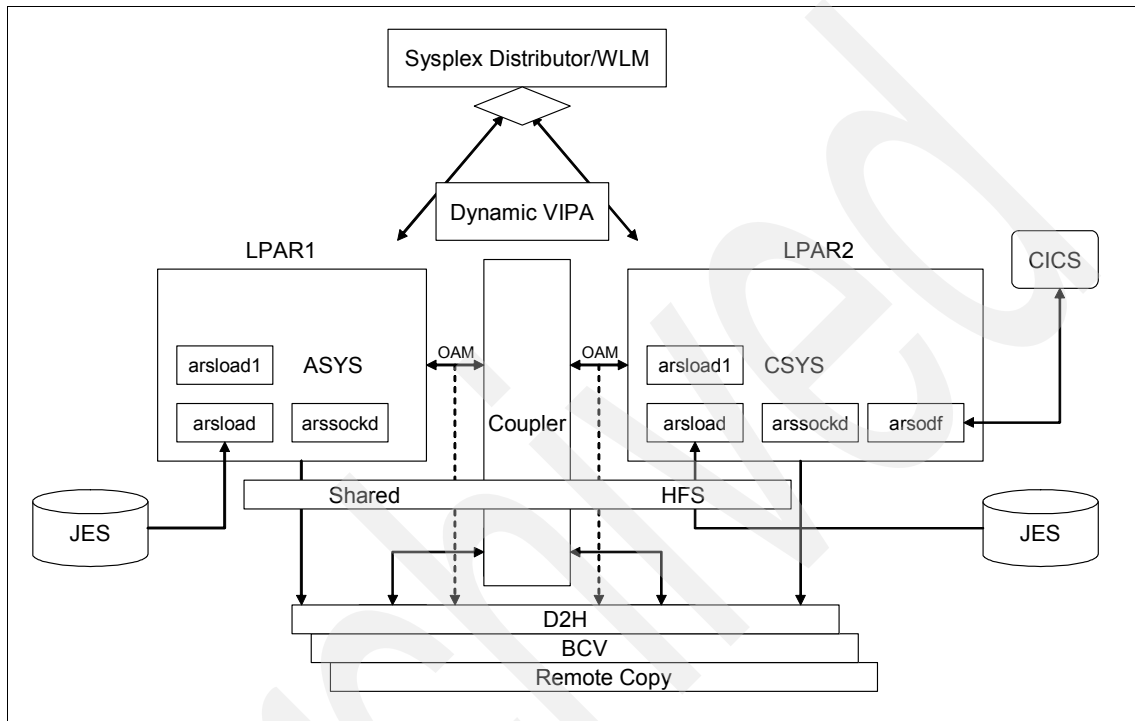 Sysplex Distributor/WLM
Dynamic VIPA
LPAR1
LPAR2
CICS
OAM
OAM
arsload1
ASYS
arsload1
CSYS
arsload
arssockd
Coupler
arsload
arssockd
arsodf
Shared
HFS
JES
JES
D2H
BCV
Remote Copy